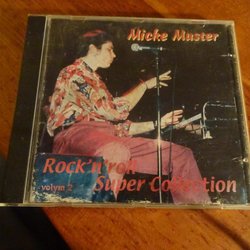 Micke Muster
Rock'n'roll
volym 2
Super Collection